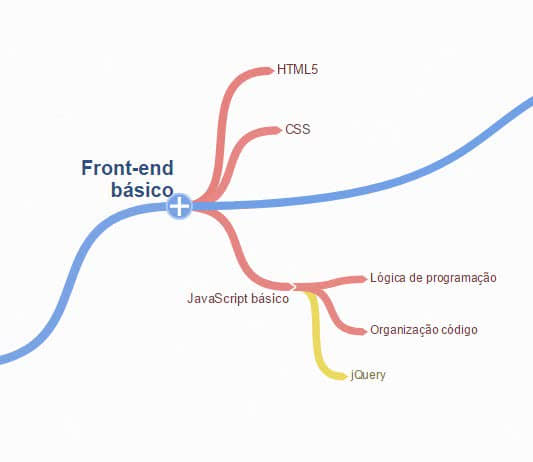 HTML5
CSS
Front-end
básico
JavaScript básico
Lógica de programação
Organização código
jQuery